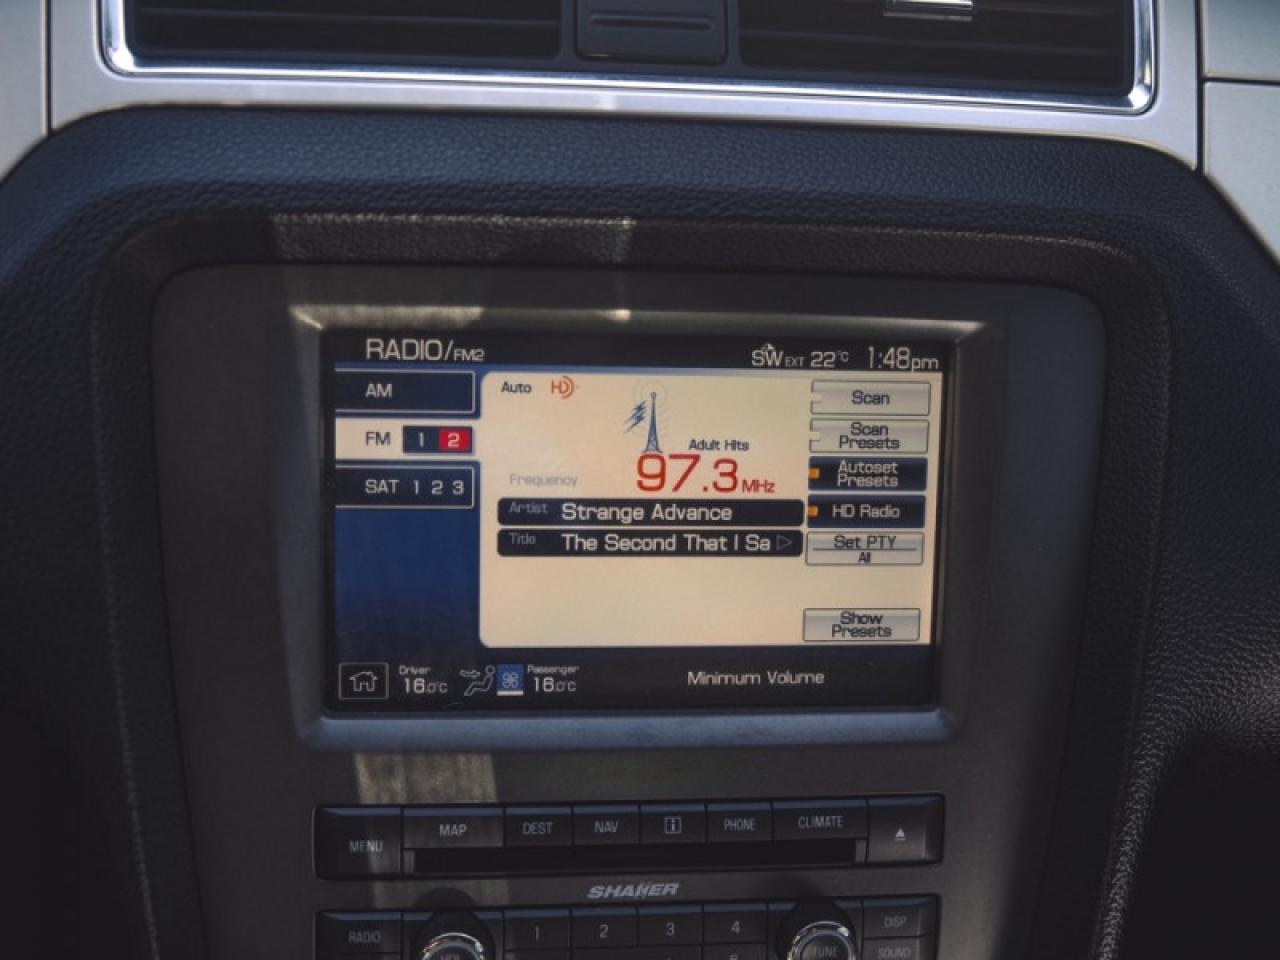 RADIO/FM2 SW EXT 22°C 1:48pm
AM
Auto HD Scan
FM 1 2
Scan Presets
Adult Hits
SAT 1 2 3
Frequency 97.3 MHz
Autoset Presets
Artist Strange Advance
HD Radio
Title The Second That I Sa
Set PTY
All
Show Presets
Driver 16.0°C
Passenger 16.0°C
Minimum Volume
MENU MAP DEST NAV i PHONE CLIMATE
SHAKER
RADIO VOL 1 2 3 4 TUNE DISP
SOUND